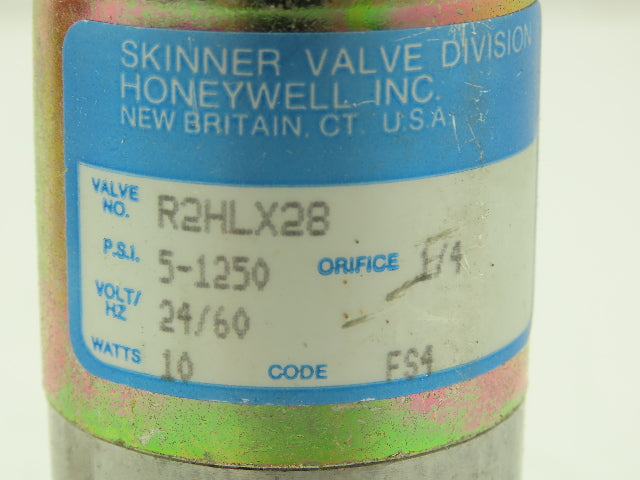 SKINNER VALVE DIVISION
HONEYWELL INC.
NEW BRITAIN, CT. U.S.A.
VALVE NO. R2HLX28
P.S.I. 5-1250 ORIFICE 1/4
VOLT/HZ 24/60
WATTS 10 CODE FS4